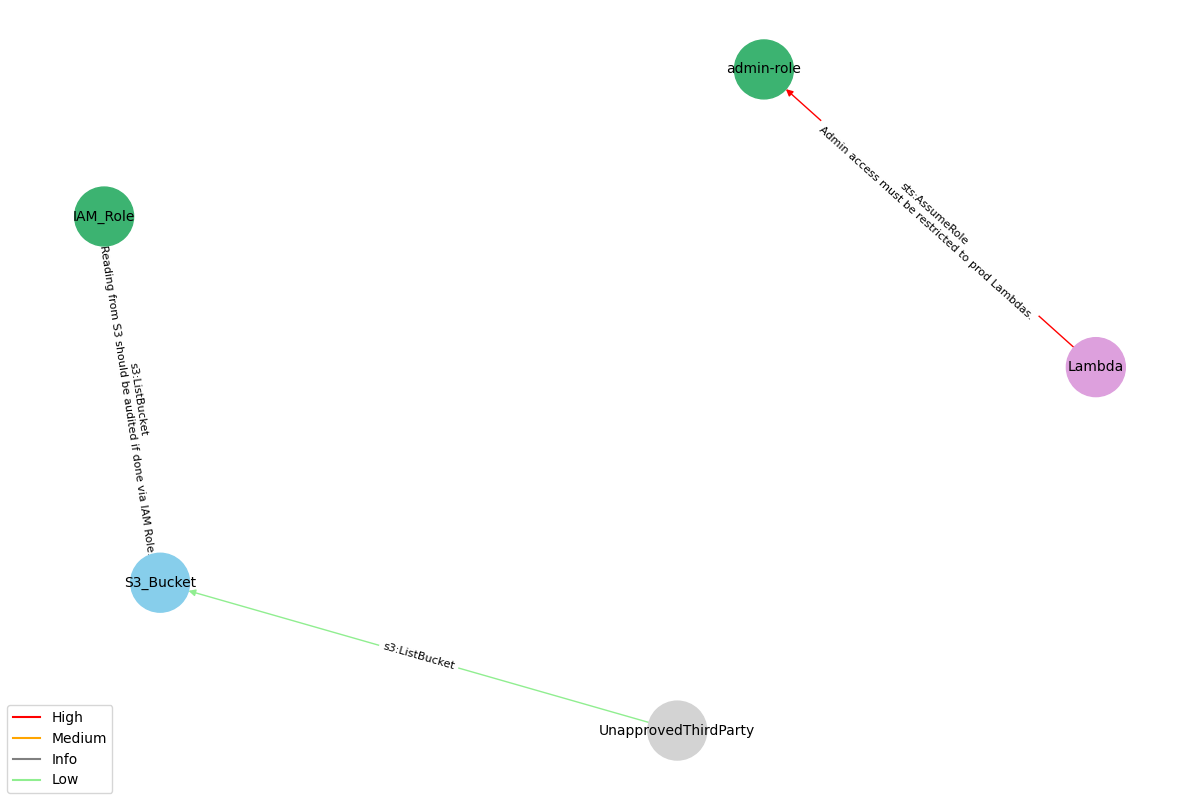 admin-role
sts:AssumeRole
Admin access must be restricted to prod Lambdas.
IAM_Role
s3:ListBucket
Reading from S3 should be audited if done via IAM Role
Lambda
S3_Bucket
s3:ListBucket
UnapprovedThirdParty
High
Medium
Info
Low